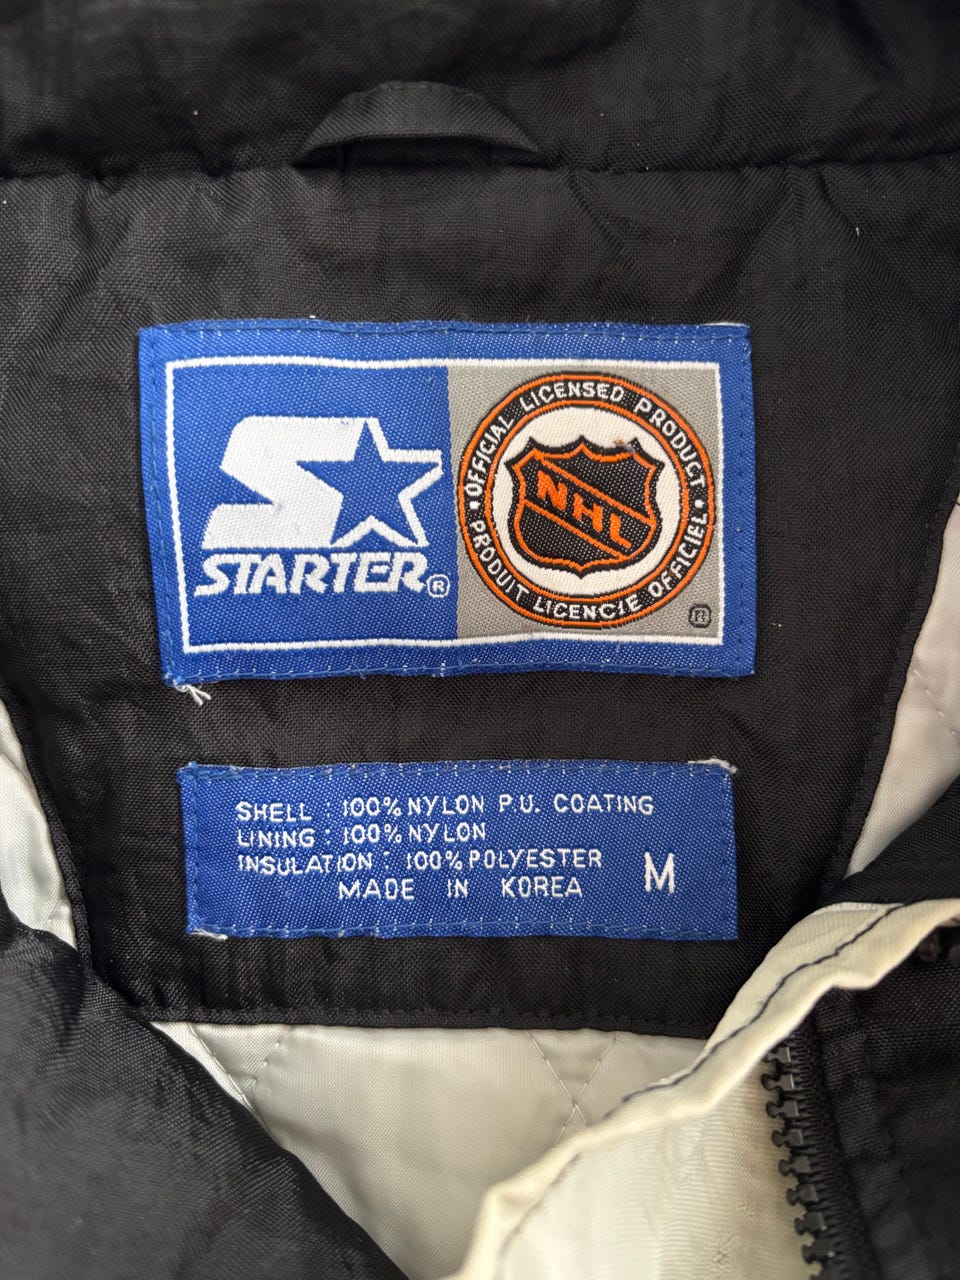 STARTER®
• OFFICIAL LICENSED PRODUCT •
PRODUIT LICENCIE OFFICIEL
NHL
®
SHELL : 100% NYLON P.U. COATING
LINING : 100% NYLON
INSULATION : 100% POLYESTER
MADE IN KOREA
M